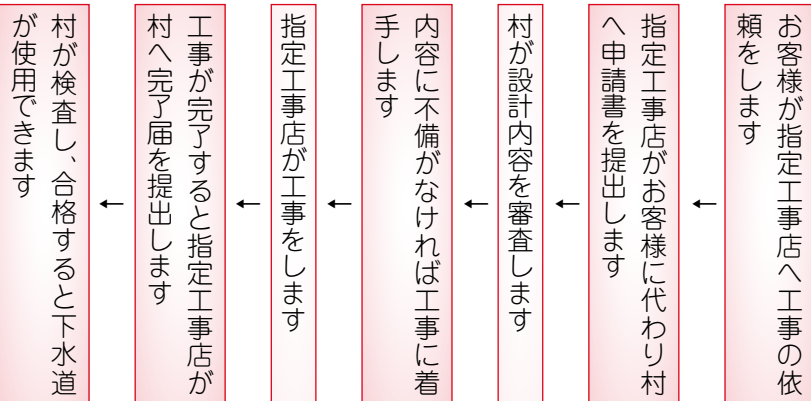 お客様が指定工事店へ工事の依
頼をします
←
指定工事店がお客様に代わり村
へ申請書を提出します
←
村が設計内容を審査します
←
内容に不備がなければ工事に着
手します
←
指定工事店が工事をします
←
工事が完了すると指定工事店が
村へ完了届を提出します
←
村が検査し、合格すると下水道
が使用できます